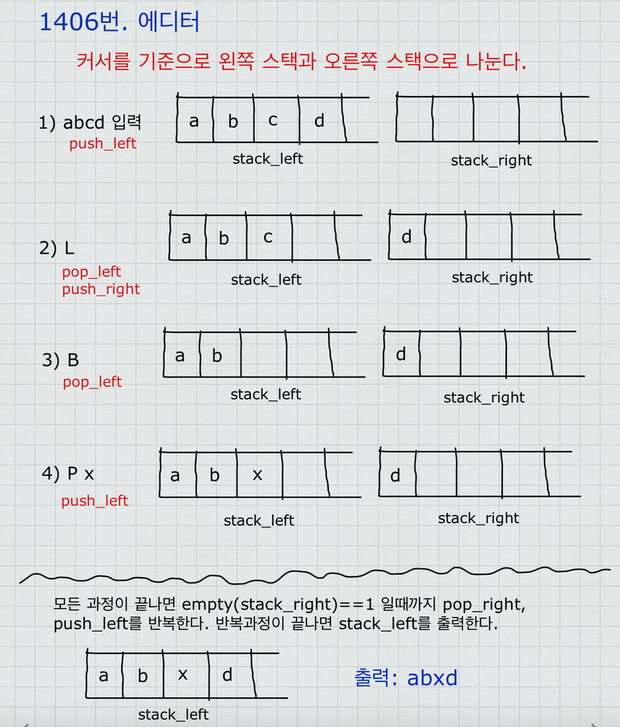 1406번. 에디터
커서를 기준으로 왼쪽 스택과 오른쪽 스택으로 나눈다.
1) abcd 입력
push_left
a b c d
stack_left
stack_right
2) L
pop_left
push_right
a b c
stack_left
d
stack_right
3) B
pop_left
a b
stack_left
d
stack_right
4) P x
push_left
a b x
stack_left
d
stack_right
모든 과정이 끝나면 empty(stack_right)==1 일때까지 pop_right,
push_left를 반복한다. 반복과정이 끝나면 stack_left를 출력한다.
a b x d
stack_left
출력: abxd